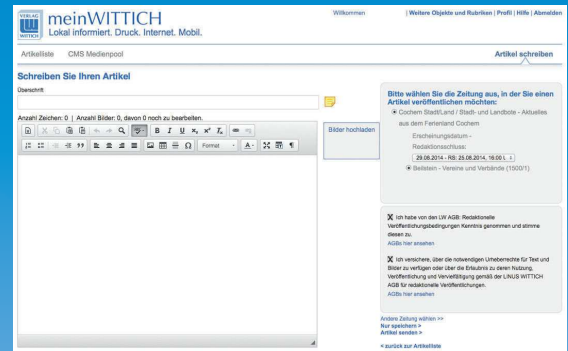 VERLAG
WITTICH
meinWITTICH
Lokal informiert. Druck. Internet. Mobil.
Willkommen
| Weitere Objekte und Rubriken | Profil | Hilfe | Abmelden
Artikelliste CMS Medienpool
Artikel schreiben
Schreiben Sie Ihren Artikel
Überschrift
Anzahl Zeichen: 0 | Anzahl Bilder: 0, davon 0 noch zu bearbeiten.
B I U x₂ x² Tx
Format
Bilder hochladen
Bitte wählen Sie die Zeitung aus, in der Sie einen
Artikel veröffentlichen möchten:
Cochem Stadt/Land / Stadt- und Landbote - Aktuelles
aus dem Ferienland Cochem
Erscheinungsdatum -
Redaktionsschluss:
29.08.2014 - RS: 25.08.2014, 16:00 U
Beilstein - Vereine und Verbände (1500/1)
X Ich habe von den LW AGB: Redaktionelle
Veröffentlichungsbedingungen Kenntnis genommen und stimme
diesen zu.
AGBs hier ansehen
X Ich versichere, über die notwendigen Urheberrechte für Text und
Bilder zu verfügen oder über die Erlaubnis zu deren Nutzung,
Veröffentlichung und Vervielfältigung gemäß der LINUS WITTICH
AGB für redaktionelle Veröffentlichungen.
AGBs hier ansehen
Andere Zeitung wählen >>
Nur speichern >
Artikel senden >
< zurück zur Artikelliste